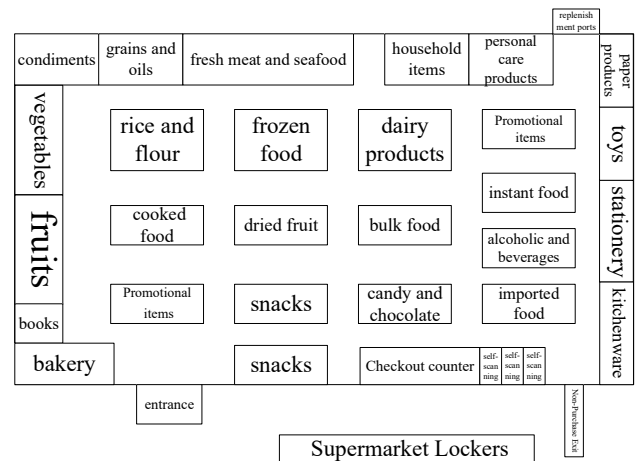 replenish
ment ports
condiments
grains and
oils
fresh meat and seafood
household
items
personal
care
products
paper
products
vegetables
rice and
flour
frozen
food
dairy
products
Promotional
items
toys
instant food
stationery
fruits
cooked
food
dried fruit
bulk food
alcoholic and
beverages
Promotional
items
snacks
candy and
chocolate
imported
food
kitchenware
books
bakery
snacks
Checkout counter
self-
scan
ning
self-
scan
ning
self-
scan
ning
entrance
Non-Purchase Exit
Supermarket Lockers